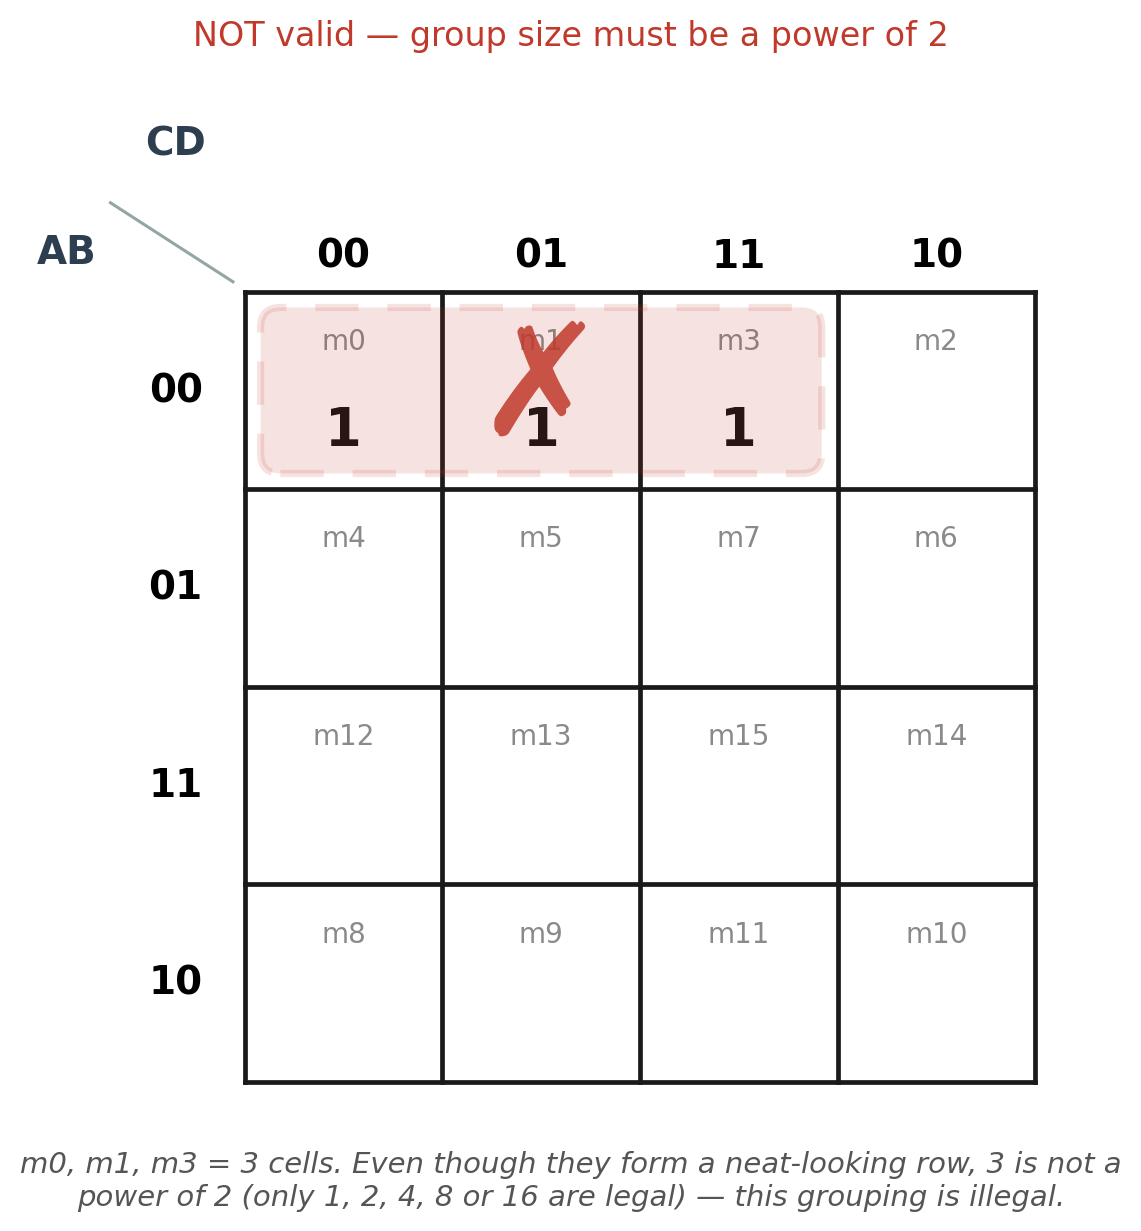 NOT valid — group size must be a power of 2
CD
AB
00 01 11 10
m0 m1 m3 m2
00
1 1 1
m4 m5 m7 m6
01
m12 m13 m15 m14
11
m8 m9 m11 m10
10
m0, m1, m3 = 3 cells. Even though they form a neat-looking row, 3 is not a
power of 2 (only 1, 2, 4, 8 or 16 are legal) — this grouping is illegal.